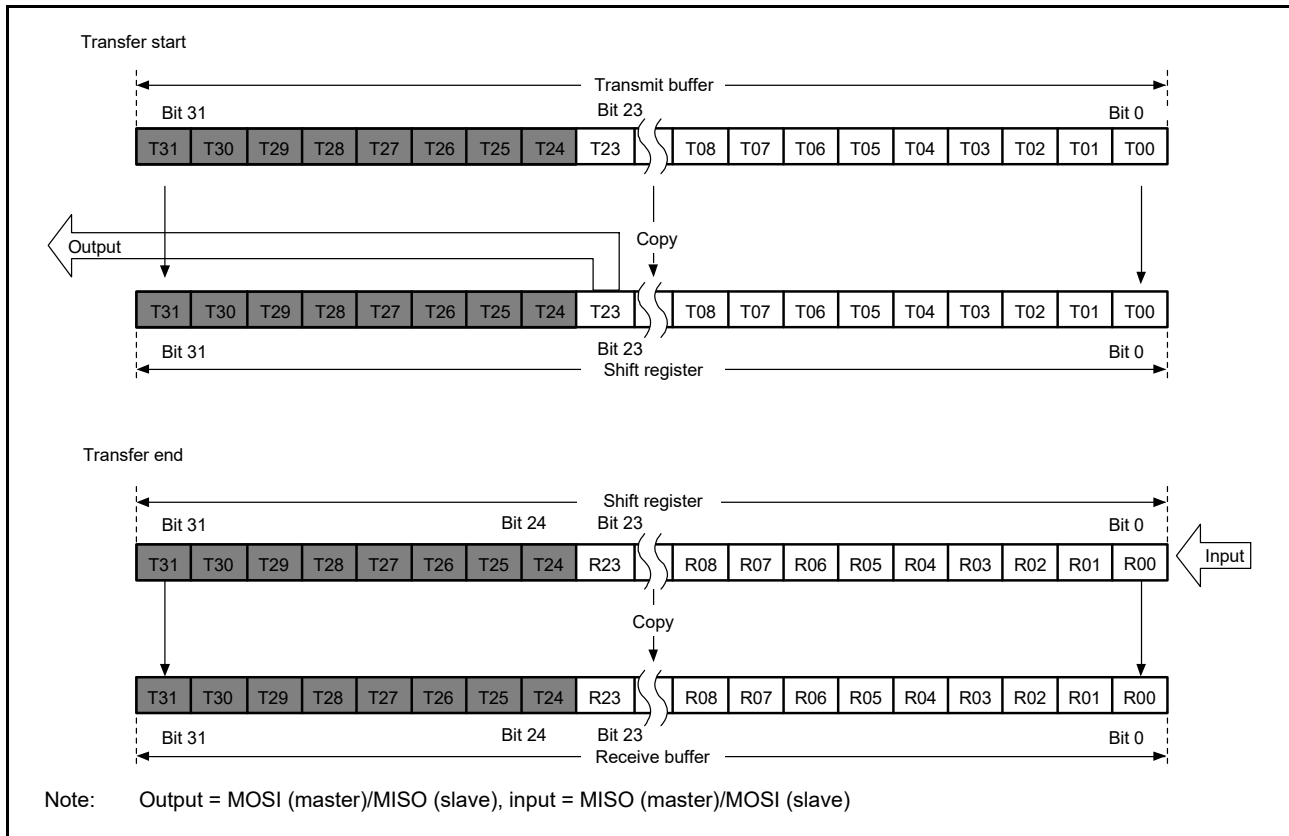 Transfer start
Transmit buffer
Bit 31 Bit 23 Bit 0
T31 T30 T29 T28 T27 T26 T25 T24 T23 T08 T07 T06 T05 T04 T03 T02 T01 T00
Output Copy
T31 T30 T29 T28 T27 T26 T25 T24 T23 T08 T07 T06 T05 T04 T03 T02 T01 T00
Bit 31 Bit 23 Bit 0
Shift register
Transfer end
Shift register
Bit 31 Bit 24 Bit 23 Bit 0
T31 T30 T29 T28 T27 T26 T25 T24 R23 R08 R07 R06 R05 R04 R03 R02 R01 R00 Input
Copy
T31 T30 T29 T28 T27 T26 T25 T24 R23 R08 R07 R06 R05 R04 R03 R02 R01 R00
Bit 31 Bit 24 Bit 23 Bit 0
Receive buffer
Note: Output = MOSI (master)/MISO (slave), input = MISO (master)/MOSI (slave)